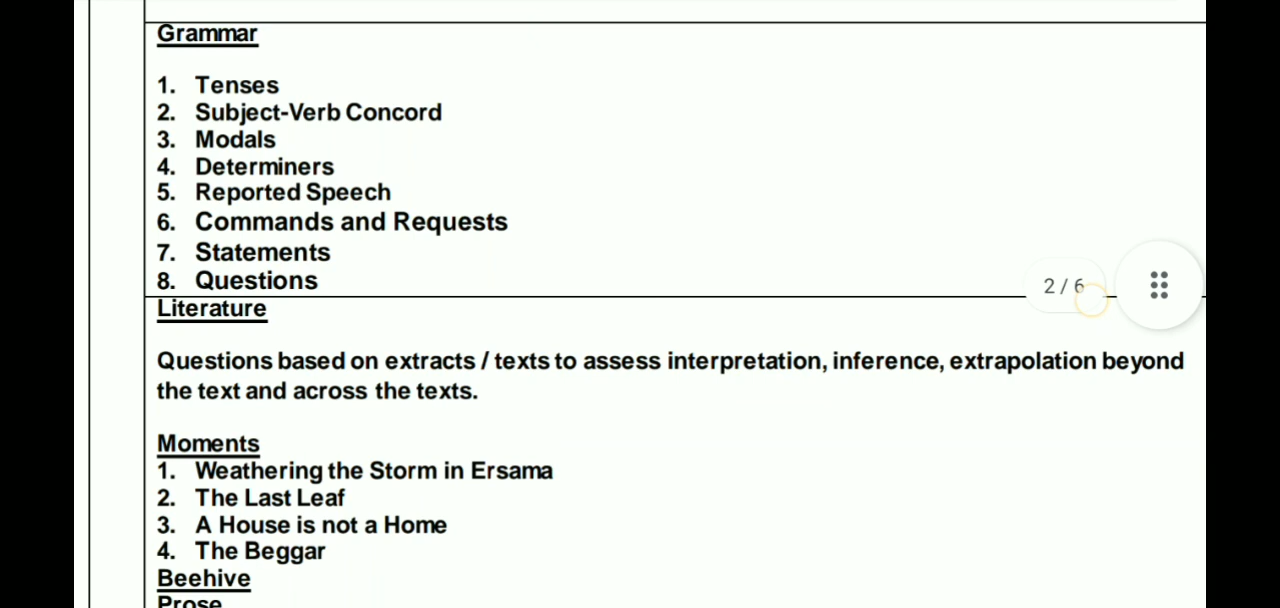 Grammar
1. Tenses
2. Subject-Verb Concord
3. Modals
4. Determiners
5. Reported Speech
6. Commands and Requests
7. Statements
8. Questions
2 / 6
Literature
Questions based on extracts / texts to assess interpretation, inference, extrapolation beyond
the text and across the texts.
Moments
1. Weathering the Storm in Ersama
2. The Last Leaf
3. A House is not a Home
4. The Beggar
Beehive
Prose